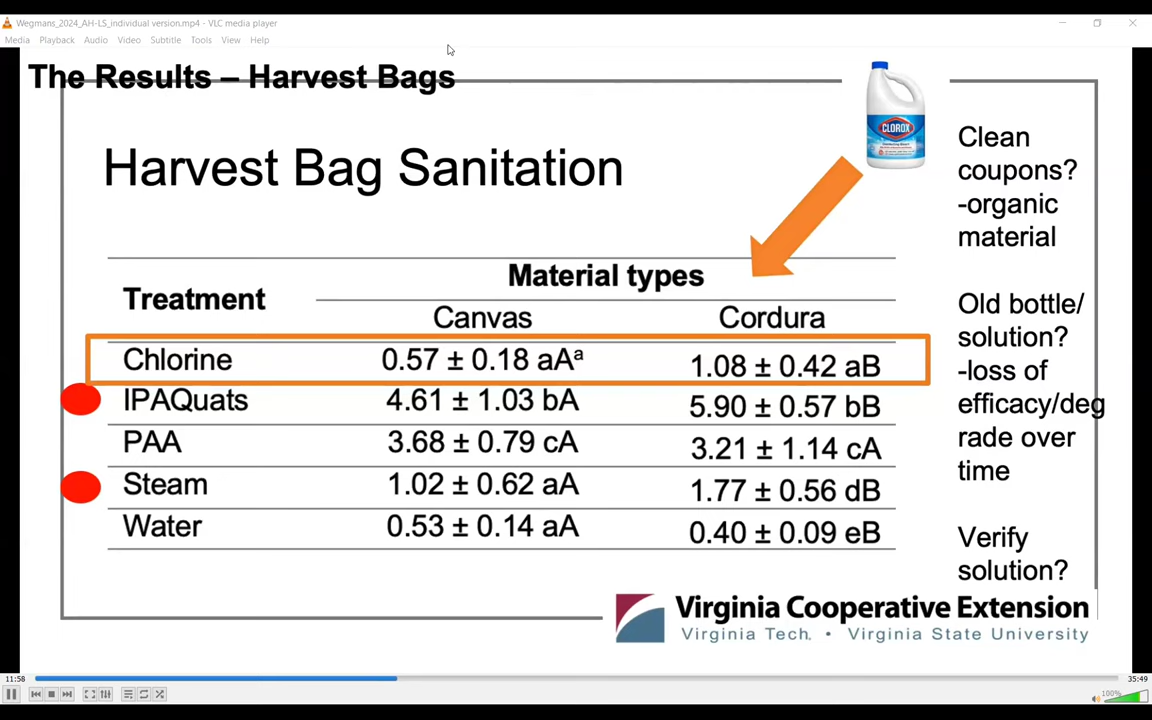 Wegmans_2024_AH-LS_individual version.mp4 - VLC media player
Media Playback Audio Video Subtitle Tools View Help
The Results – Harvest Bags
Harvest Bag Sanitation
CLOROX
Treatment
Material types
Canvas Cordura
Chlorine 0.57 ± 0.18 aAᵃ 1.08 ± 0.42 aB
IPAQuats 4.61 ± 1.03 bA 5.90 ± 0.57 bB
PAA 3.68 ± 0.79 cA 3.21 ± 1.14 cA
Steam 1.02 ± 0.62 aA 1.77 ± 0.56 dB
Water 0.53 ± 0.14 aA 0.40 ± 0.09 eB
Clean
coupons?
-organic
material
Old bottle/
solution?
-loss of
efficacy/deg
rade over
time
Verify
solution?
Virginia Cooperative Extension
Virginia Tech. • Virginia State University
11:58 35:49
100%